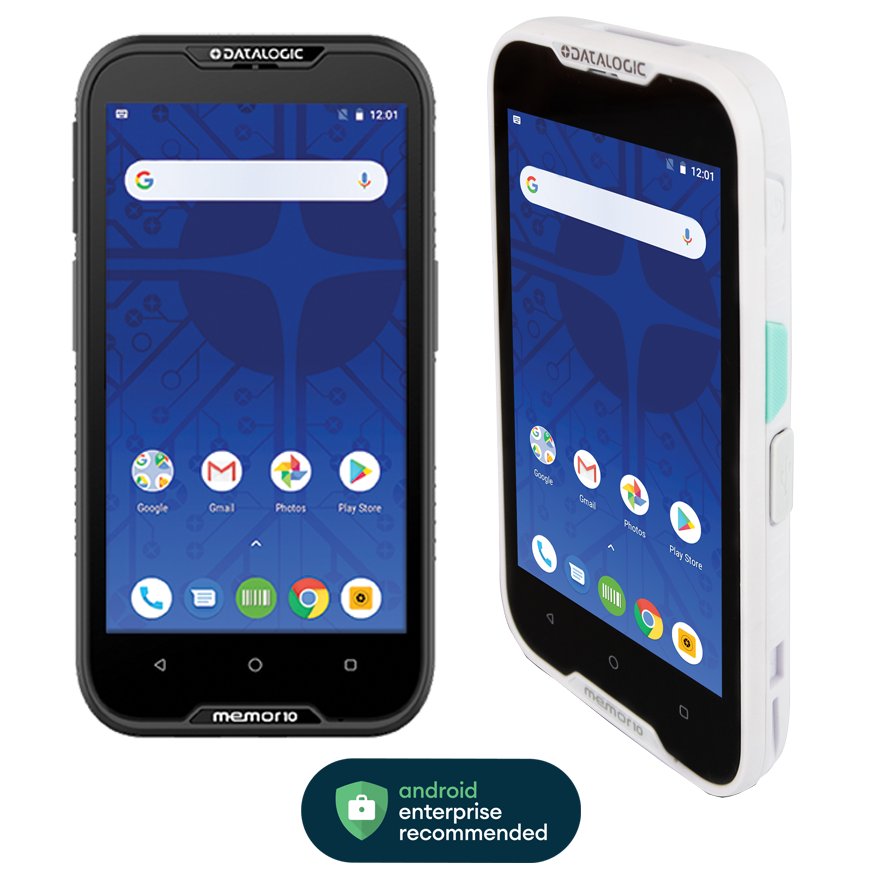 DATALOGIC
12:01
Google
Gmail
Photos
Play Store
memor10
DATALOGIC
12:01
Google
Gmail
Photos
Play Store
memor10
android
enterprise
recommended